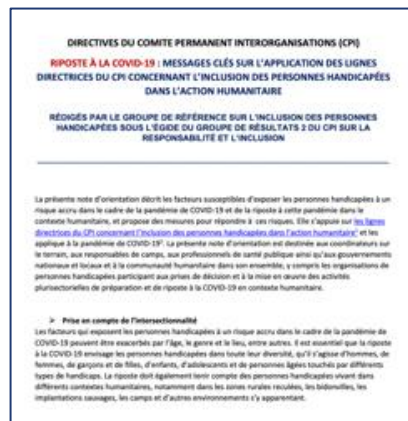 DIRECTIVES DU COMITE PERMANENT INTERORGANISATIONS (CPI)
RIPOSTE À LA COVID-19 : MESSAGES CLÉS SUR L'APPLICATION DES LIGNES
DIRECTRICES DU CPI CONCERNANT L'INCLUSION DES PERSONNES HANDICAPÉES
DANS L'ACTION HUMANITAIRE
RÉDIGÉS PAR LE GROUPE DE RÉFÉRENCE SUR L'INCLUSION DES PERSONNES
HANDICAPÉES SOUS L'ÉGIDE DU GROUPE DE RÉSULTATS 2 DU CPI SUR LA
RESPONSABILITÉ ET L'INCLUSION
La présente note d'orientation décrit les facteurs susceptibles d'exposer les personnes handicapées à un
risque accru dans le cadre de la pandémie de COVID-19 et de la riposte à cette pandémie dans le
contexte humanitaire, et propose des mesures pour répondre à ces risques. Elle s'appuie sur les lignes
directrices du CPI concernant l'inclusion des personnes handicapées dans l'action humanitaire¹ et les
applique à la pandémie de COVID-19². La présente note d'orientation est destinée aux coordinateurs sur
le terrain, aux responsables de camps, aux professionnels de santé publique ainsi qu'aux gouvernements
nationaux et locaux et à la communauté humanitaire dans son ensemble, y compris les organisations de
personnes handicapées participant aux prises de décision et à la mise en œuvre des activités
plurisectorielles de préparation et de riposte à la COVID-19 en contexte humanitaire.
➢ Prise en compte de l'intersectionnalité
Les facteurs qui exposent les personnes handicapées à un risque accru dans le cadre de la pandémie de
COVID-19 peuvent être exacerbés par l'âge, le genre et le lieu, entre autres. Il est essentiel que la riposte
à la COVID-19 envisage les personnes handicapées dans toute leur diversité, qu'il s'agisse d'hommes, de
femmes, de garçons et de filles, d'enfants, d'adolescents et de personnes âgées touchés par différents
types de handicaps. La riposte doit également tenir compte des personnes handicapées vivant dans
différents contextes humanitaires, notamment dans les zones rurales reculées, les bidonvilles, les
implantations sauvages, les camps et d'autres environnements s'y apparentant.